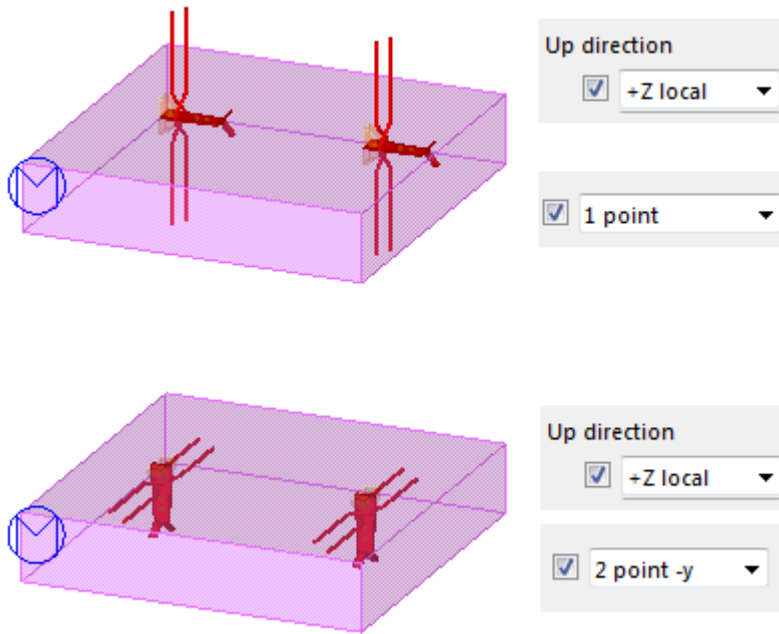 Up direction
+Z local
1 point
Up direction
+Z local
2 point -y